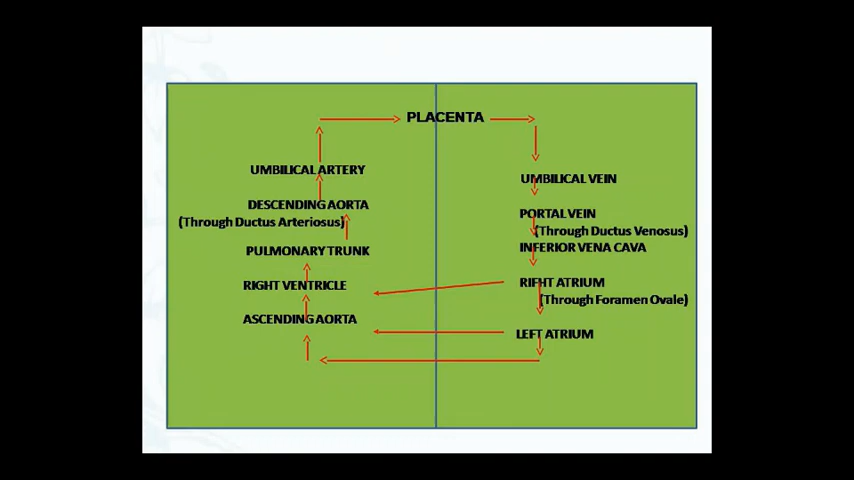 PLACENTA
UMBILICAL ARTERY
DESCENDING AORTA
(Through Ductus Arteriosus)
PULMONARY TRUNK
RIGHT VENTRICLE
ASCENDING AORTA
UMBILICAL VEIN
PORTAL VEIN
(Through Ductus Venosus)
INFERIOR VENA CAVA
RIFHT ATRIUM
(Through Foramen Ovale)
LEFT ATRIUM